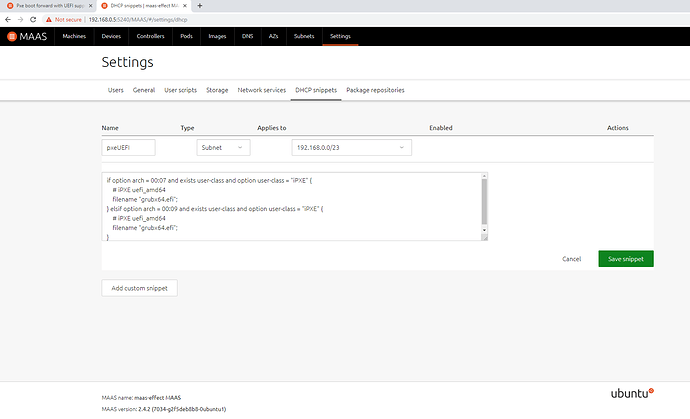 Pxe boot forward with UEFI supp
DHCP snippets | maas-effect MA
Not secure | 192.168.0.5:5240/MAAS/#/settings/dhcp
MAAS Machines Devices Controllers Pods Images DNS AZs Subnets Settings
Settings
Users General User scripts Storage Network services DHCP snippets Package repositories
Name Type Applies to Enabled Actions
pxeUEFI Subnet 192.168.0.0/23
if option arch = 00:07 and exists user-class and option user-class = "iPXE" {
# iPXE uefi_amd64
filename "grubx64.efi";
} elsif option arch = 00:09 and exists user-class and option user-class = "iPXE" {
# iPXE uefi_amd64
filename "grubx64.efi";
}
Cancel Save snippet
Add custom snippet
MAAS name: maas-effect MAAS
MAAS version: 2.4.2 (7034-g2f5deb8b8-0ubuntu1)
ubuntu